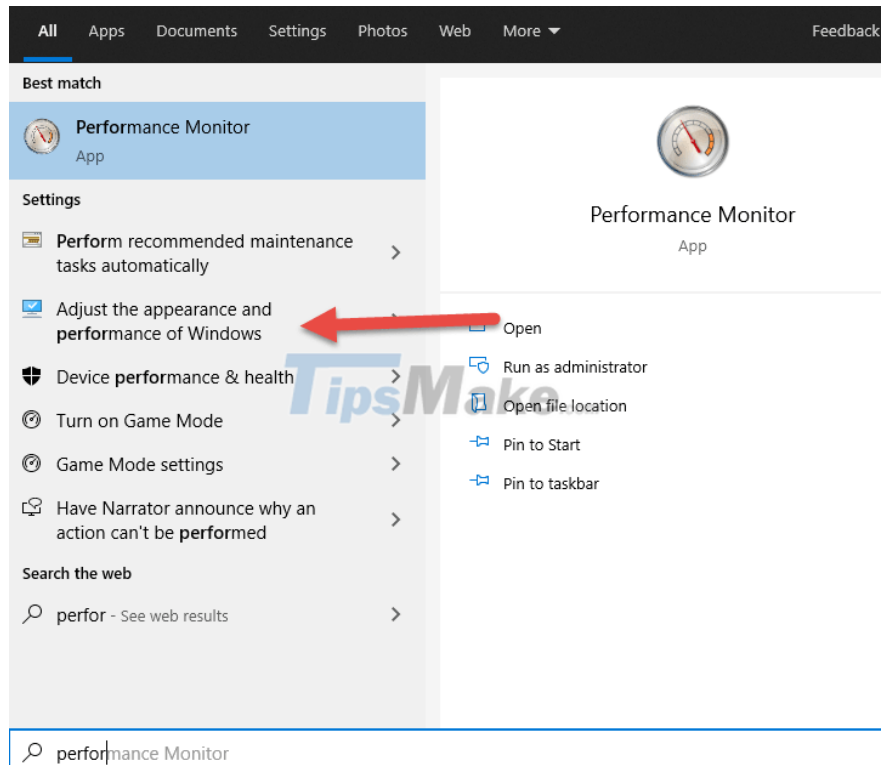 All Apps Documents Settings Photos Web More Feedback
Best match
Performance Monitor
App
Settings
Perform recommended maintenance
tasks automatically
Adjust the appearance and
performance of Windows
Device performance & health
Turn on Game Mode
Game Mode settings
Have Narrator announce why an
action can't be performed
Search the web
perfor - See web results
Performance Monitor
App
Open
Run as administrator
Open file location
Pin to Start
Pin to taskbar
TipsMake
performance Monitor